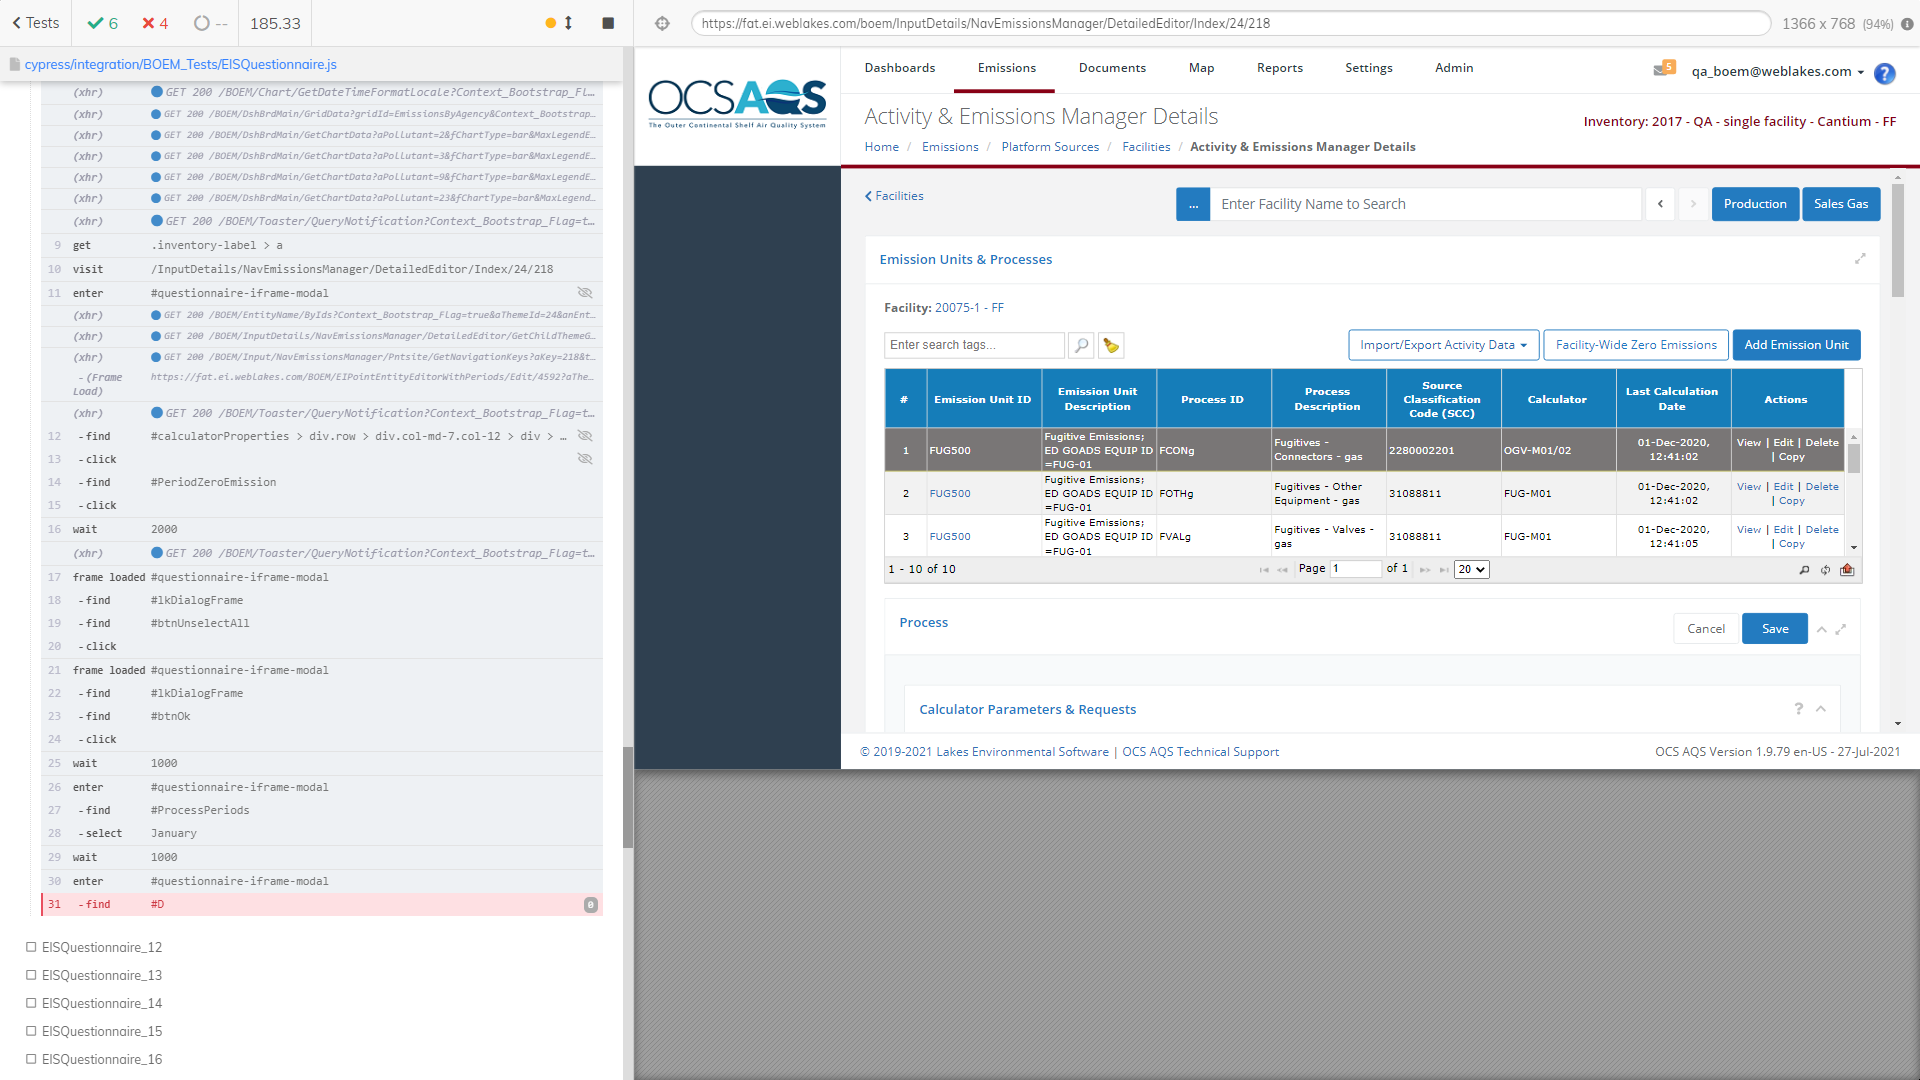 Tests
6
4
--
185.33
cypress/integration/BOEM_Tests/EISQuestionnaire.js
(xhr) GET 200 /BOEM/Chart/GetDateTimeFormatLocale?Context_Bootstrap_Fl…
(xhr) GET 200 /BOEM/DshBrdMain/GridData?gridId=EmissionsByAgency&Context_Bootstrap…
(xhr) GET 200 /BOEM/DshBrdMain/GetChartData?aPollutant=2&fChartType=bar&MaxLegendE…
(xhr) GET 200 /BOEM/DshBrdMain/GetChartData?aPollutant=3&fChartType=bar&MaxLegendE…
(xhr) GET 200 /BOEM/DshBrdMain/GetChartData?aPollutant=9&fChartType=bar&MaxLegendE…
(xhr) GET 200 /BOEM/DshBrdMain/GetChartData?aPollutant=23&fChartType=bar&MaxLegendE…
(xhr) GET 200 /BOEM/Toaster/QueryNotification?Context_Bootstrap_Flag=t…
9 get .inventory-label > a
10 visit /InputDetails/NavEmissionsManager/DetailedEditor/Index/24/218
11 enter #questionnaire-iframe-modal
(xhr) GET 200 /BOEM/EntityName/ByIds?Context_Bootstrap_Flag=true&aThemeId=24&anEnt…
(xhr) GET 200 /BOEM/InputDetails/NavEmissionsManager/DetailedEditor/GetChildThemeG…
(xhr) GET 200 /BOEM/Input/NavEmissionsManager/Pntsite/GetNavigationKeys?aKey=218&t…
-(Frame Load) https://fat.ei.weblakes.com/BOEM/EIPointEntityEditorWithPeriods/Edit/4592?aThe…
(xhr) GET 200 /BOEM/Toaster/QueryNotification?Context_Bootstrap_Flag=t…
12 -find #calculatorProperties > div.row > div.col-md-7.col-12 > div > …
13 -click
14 -find #PeriodZeroEmission
15 -click
16 wait 2000
(xhr) GET 200 /BOEM/Toaster/QueryNotification?Context_Bootstrap_Flag=t…
17 frame loaded #questionnaire-iframe-modal
18 -find #lkDialogFrame
19 -find #btnUnselectAll
20 -click
21 frame loaded #questionnaire-iframe-modal
22 -find #lkDialogFrame
23 -find #btnOk
24 -click
25 wait 1000
26 enter #questionnaire-iframe-modal
27 -find #ProcessPeriods
28 -select January
29 wait 1000
30 enter #questionnaire-iframe-modal
31 -find #D 0
EISQuestionnaire_12
EISQuestionnaire_13
EISQuestionnaire_14
EISQuestionnaire_15
EISQuestionnaire_16
https://fat.ei.weblakes.com/boem/InputDetails/NavEmissionsManager/DetailedEditor/Index/24/218
1366 x 768 (94%)
OCSAQS
The Outer Continental Shelf Air Quality System
Dashboards Emissions Documents Map Reports Settings Admin
5
qa_boem@weblakes.com
?
Activity & Emissions Manager Details
Inventory: 2017 - QA - single facility - Cantium - FF
Home / Emissions / Platform Sources / Facilities / Activity & Emissions Manager Details
Facilities
... Enter Facility Name to Search
Production
Sales Gas
Emission Units & Processes
Facility: 20075-1 - FF
Enter search tags...
Import/Export Activity Data
Facility-Wide Zero Emissions
Add Emission Unit
# Emission Unit ID Emission Unit Description Process ID Process Description Source Classification Code (SCC) Calculator Last Calculation Date Actions
1 FUG500 Fugitive Emissions; ED GOADS EQUIP ID =FUG-01 FCONg Fugitives - Connectors - gas 2280002201 OGV-M01/02 01-Dec-2020, 12:41:02 View | Edit | Delete | Copy
2 FUG500 Fugitive Emissions; ED GOADS EQUIP ID =FUG-01 FOTHg Fugitives - Other Equipment - gas 31088811 FUG-M01 01-Dec-2020, 12:41:02 View | Edit | Delete | Copy
3 FUG500 Fugitive Emissions; ED GOADS EQUIP ID =FUG-01 FVALg Fugitives - Valves - gas 31088811 FUG-M01 01-Dec-2020, 12:41:05 View | Edit | Delete | Copy
1 - 10 of 10
Page 1 of 1
20
Process
Cancel
Save
Calculator Parameters & Requests
?
© 2019-2021 Lakes Environmental Software | OCS AQS Technical Support
OCS AQS Version 1.9.79 en-US - 27-Jul-2021